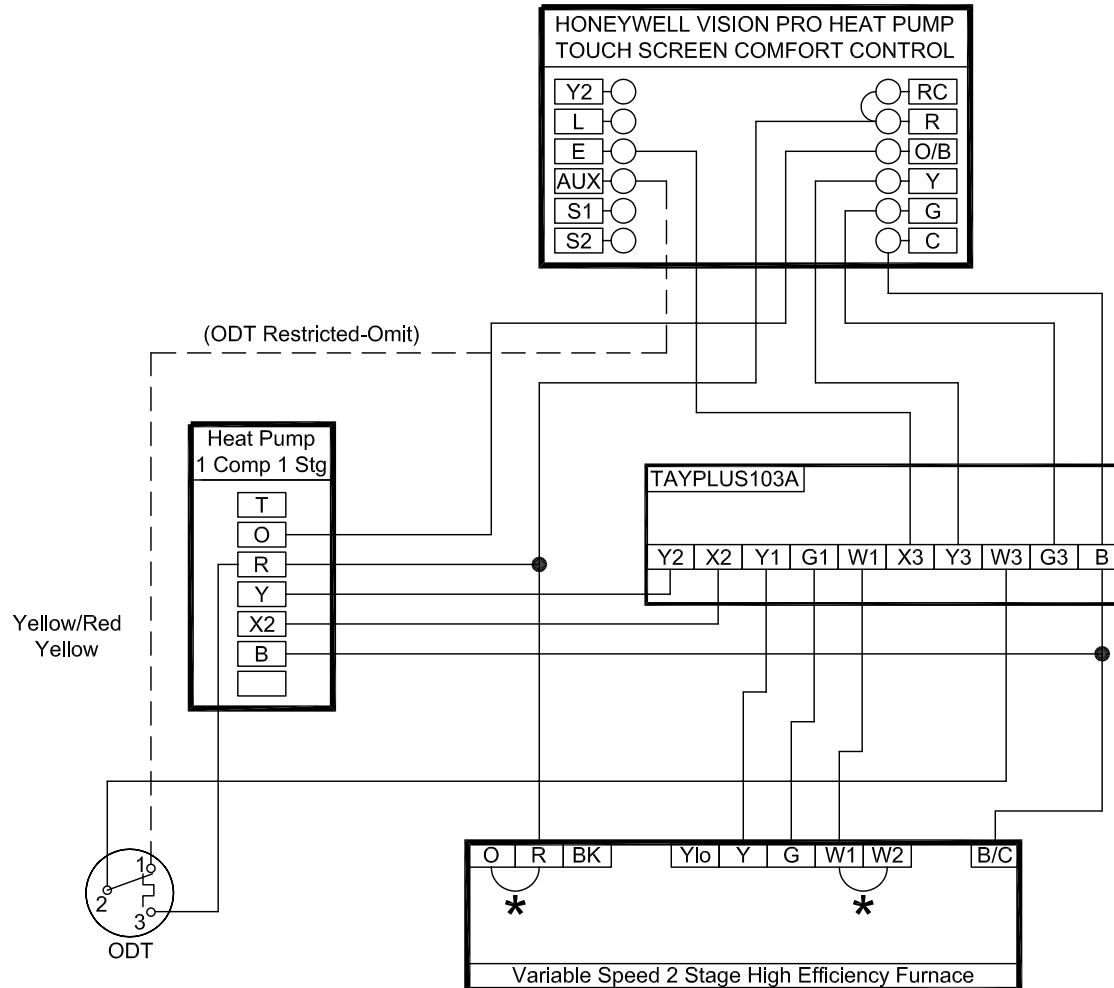 HONEYWELL VISION PRO HEAT PUMP
TOUCH SCREEN COMFORT CONTROL
Y2
L
E
AUX
S1
S2
RC
R
O/B
Y
G
C
(ODT Restricted-Omit)
Heat Pump
1 Comp 1 Stg
T
O
R
Y
X2
B
TAYPLUS103A
Y2 X2 Y1 G1 W1 X3 Y3 W3 G3 B
Yellow/Red
Yellow
1
2
3
ODT
O R BK Ylo Y G W1 W2 B/C
* *
Variable Speed 2 Stage High Efficiency Furnace